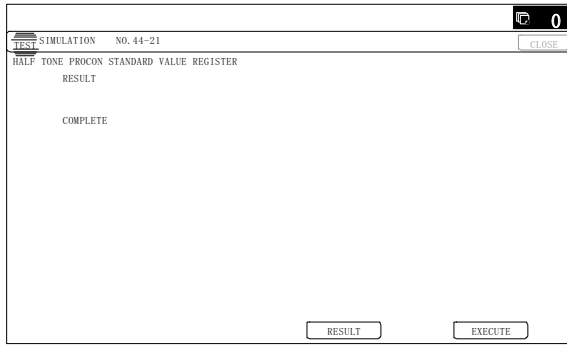 0
TEST SIMULATION NO.44-21 CLOSE
HALF TONE PROCON STANDARD VALUE REGISTER
RESULT
COMPLETE
RESULT EXECUTE